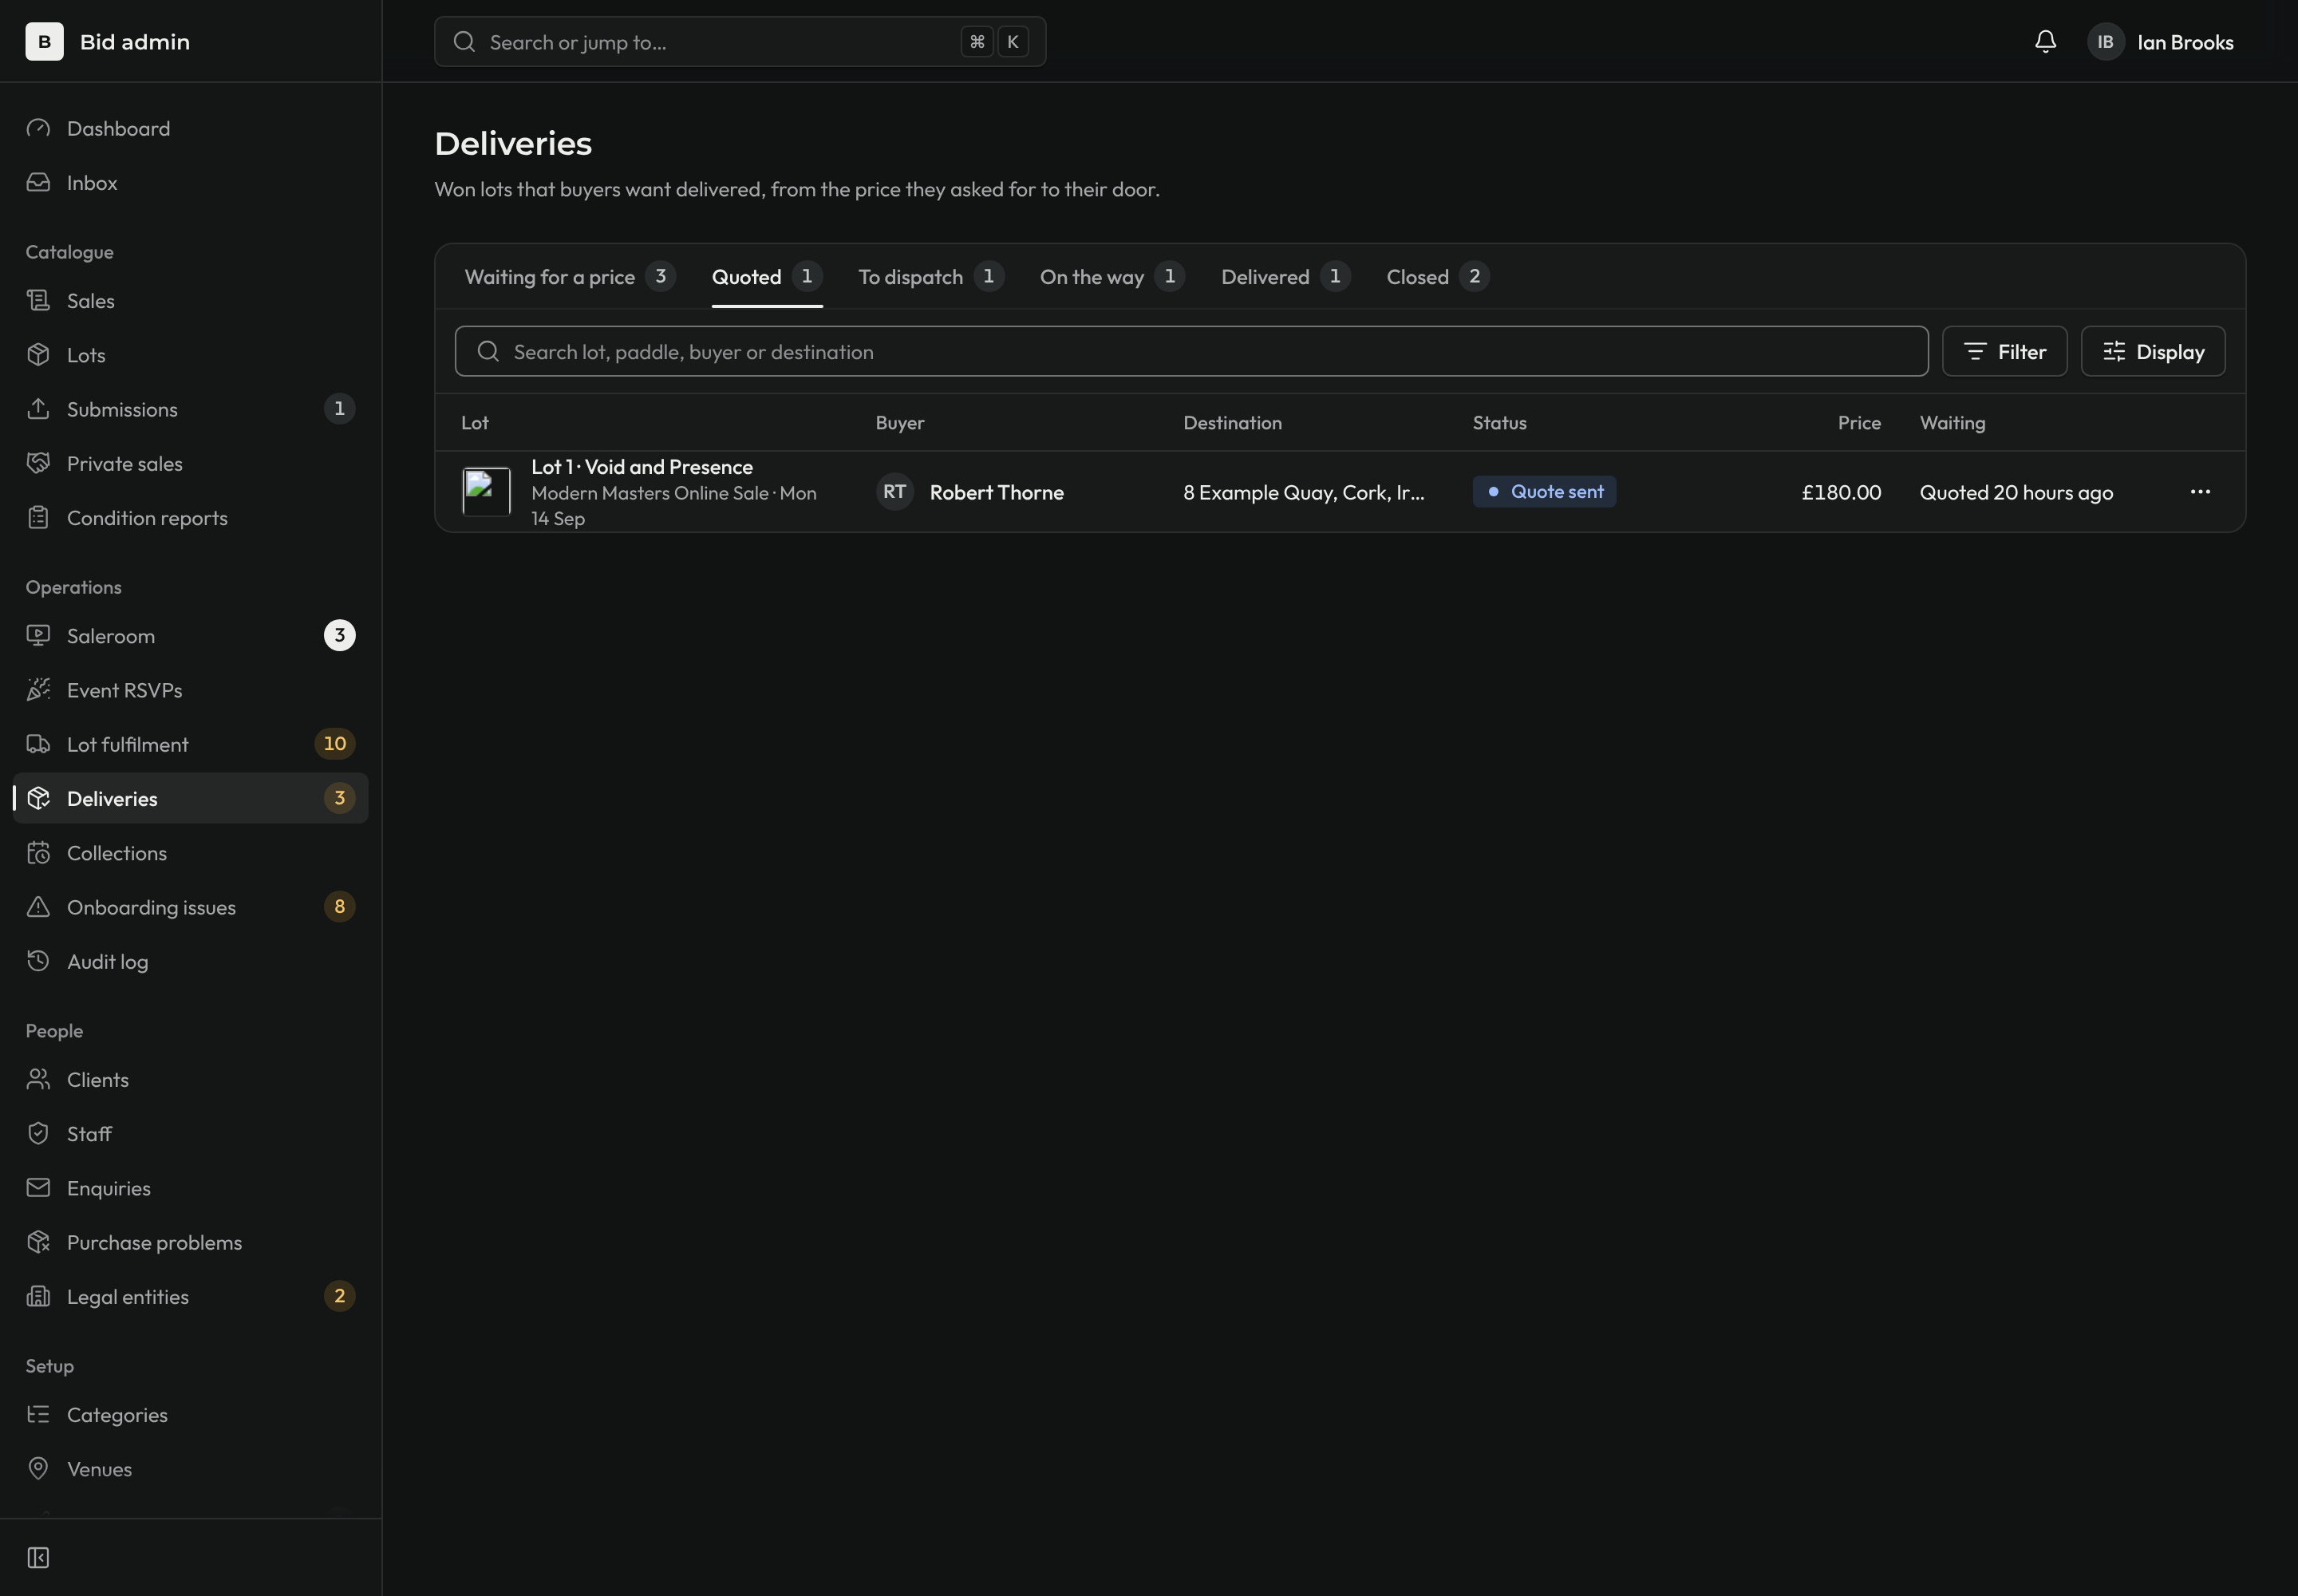 B Bid admin
Search or jump to...
⌘ K
IB Ian Brooks
Dashboard
Inbox
Catalogue
Sales
Lots
Submissions 1
Private sales
Condition reports
Operations
Saleroom 3
Event RSVPs
Lot fulfilment 10
Deliveries 3
Collections
Onboarding issues 8
Audit log
People
Clients
Staff
Enquiries
Purchase problems
Legal entities 2
Setup
Categories
Venues
Deliveries
Won lots that buyers want delivered, from the price they asked for to their door.
Waiting for a price 3 Quoted 1 To dispatch 1 On the way 1 Delivered 1 Closed 2
Search lot, paddle, buyer or destination
Filter
Display
Lot Buyer Destination Status Price Waiting
Lot 1 · Void and Presence
Modern Masters Online Sale · Mon
14 Sep
RT Robert Thorne
8 Example Quay, Cork, Ir...
Quote sent
£180.00
Quoted 20 hours ago